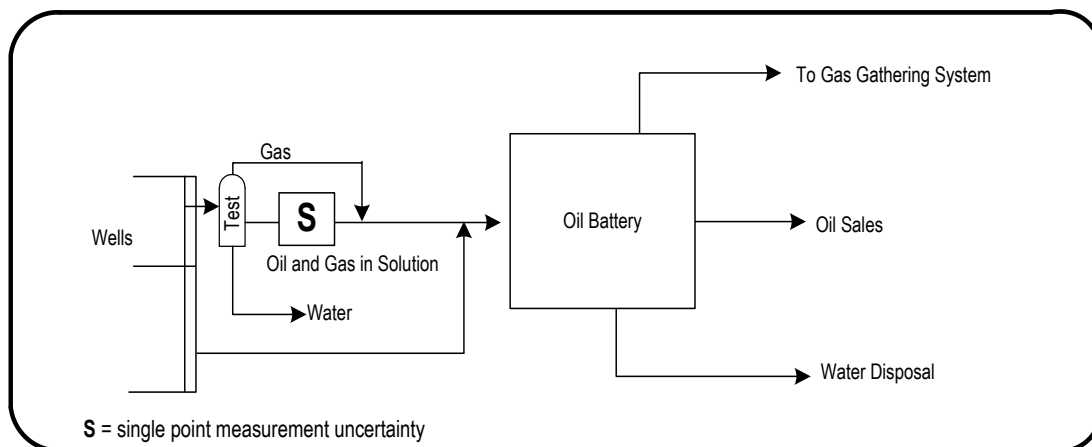 To Gas Gathering System
Gas
Test
S
Wells
Oil Battery
Oil Sales
Oil and Gas in Solution
Water
Water Disposal
S = single point measurement uncertainty